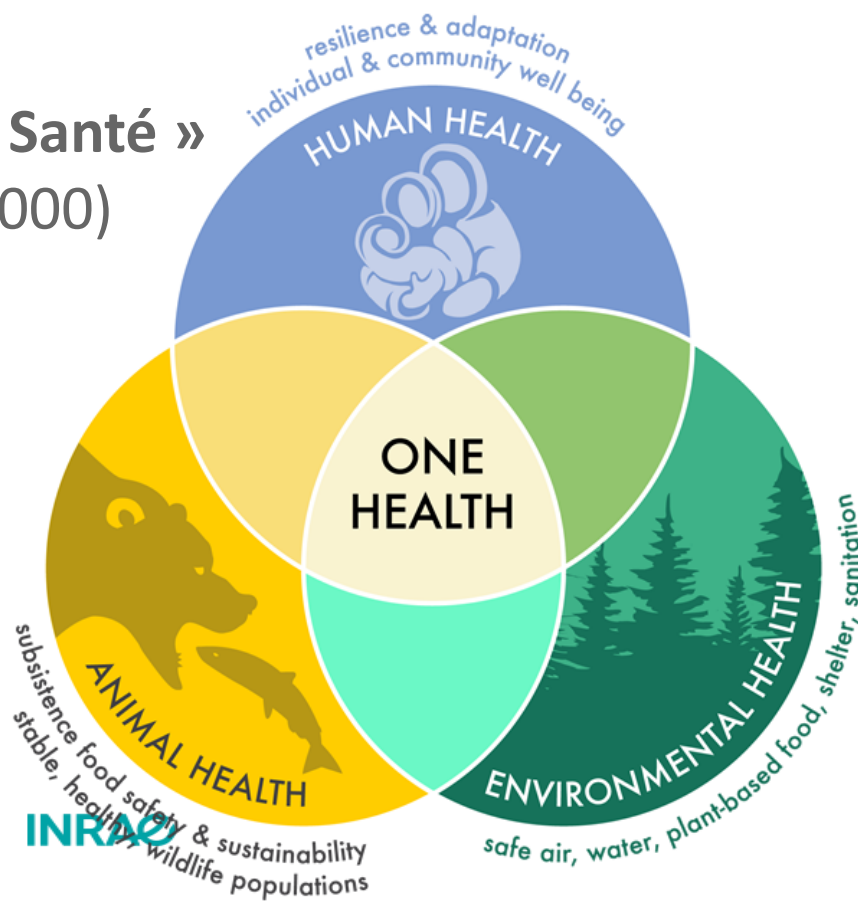 resilience & adaptation
individual & community well being
Santé »
000)
HUMAN HEALTH
ONE
HEALTH
ANIMAL HEALTH
subsistence food safety & sustainability
stable, healthy, wildlife populations
ENVIRONMENTAL HEALTH
safe air, water, plant-based food, shelter, sanitation
INRAE